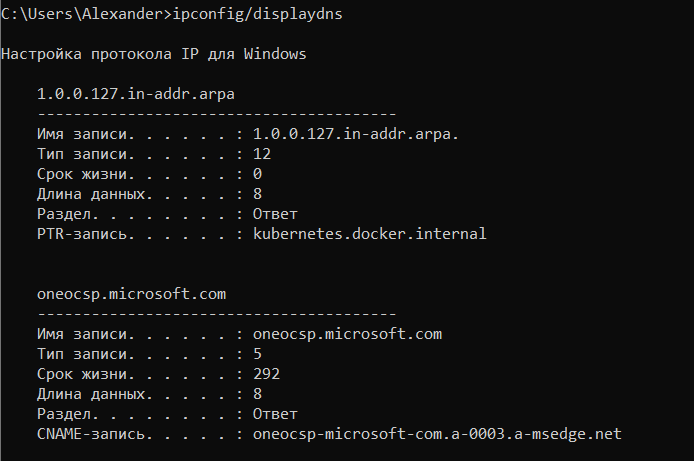 C:\Users\Alexander>ipconfig/displaydns
Настройка протокола IP для Windows
1.0.0.127.in-addr.arpa
----------------------------------------
Имя записи. . . . . . : 1.0.0.127.in-addr.arpa.
Тип записи. . . . . . : 12
Срок жизни. . . . . . : 0
Длина данных. . . . . : 8
Раздел. . . . . . . . : Ответ
PTR-запись. . . . . . : kubernetes.docker.internal
oneocsp.microsoft.com
----------------------------------------
Имя записи. . . . . . : oneocsp.microsoft.com
Тип записи. . . . . . : 5
Срок жизни. . . . . . : 292
Длина данных. . . . . : 8
Раздел. . . . . . . . : Ответ
CNAME-запись. . . . . : oneocsp-microsoft-com.a-0003.a-msedge.net